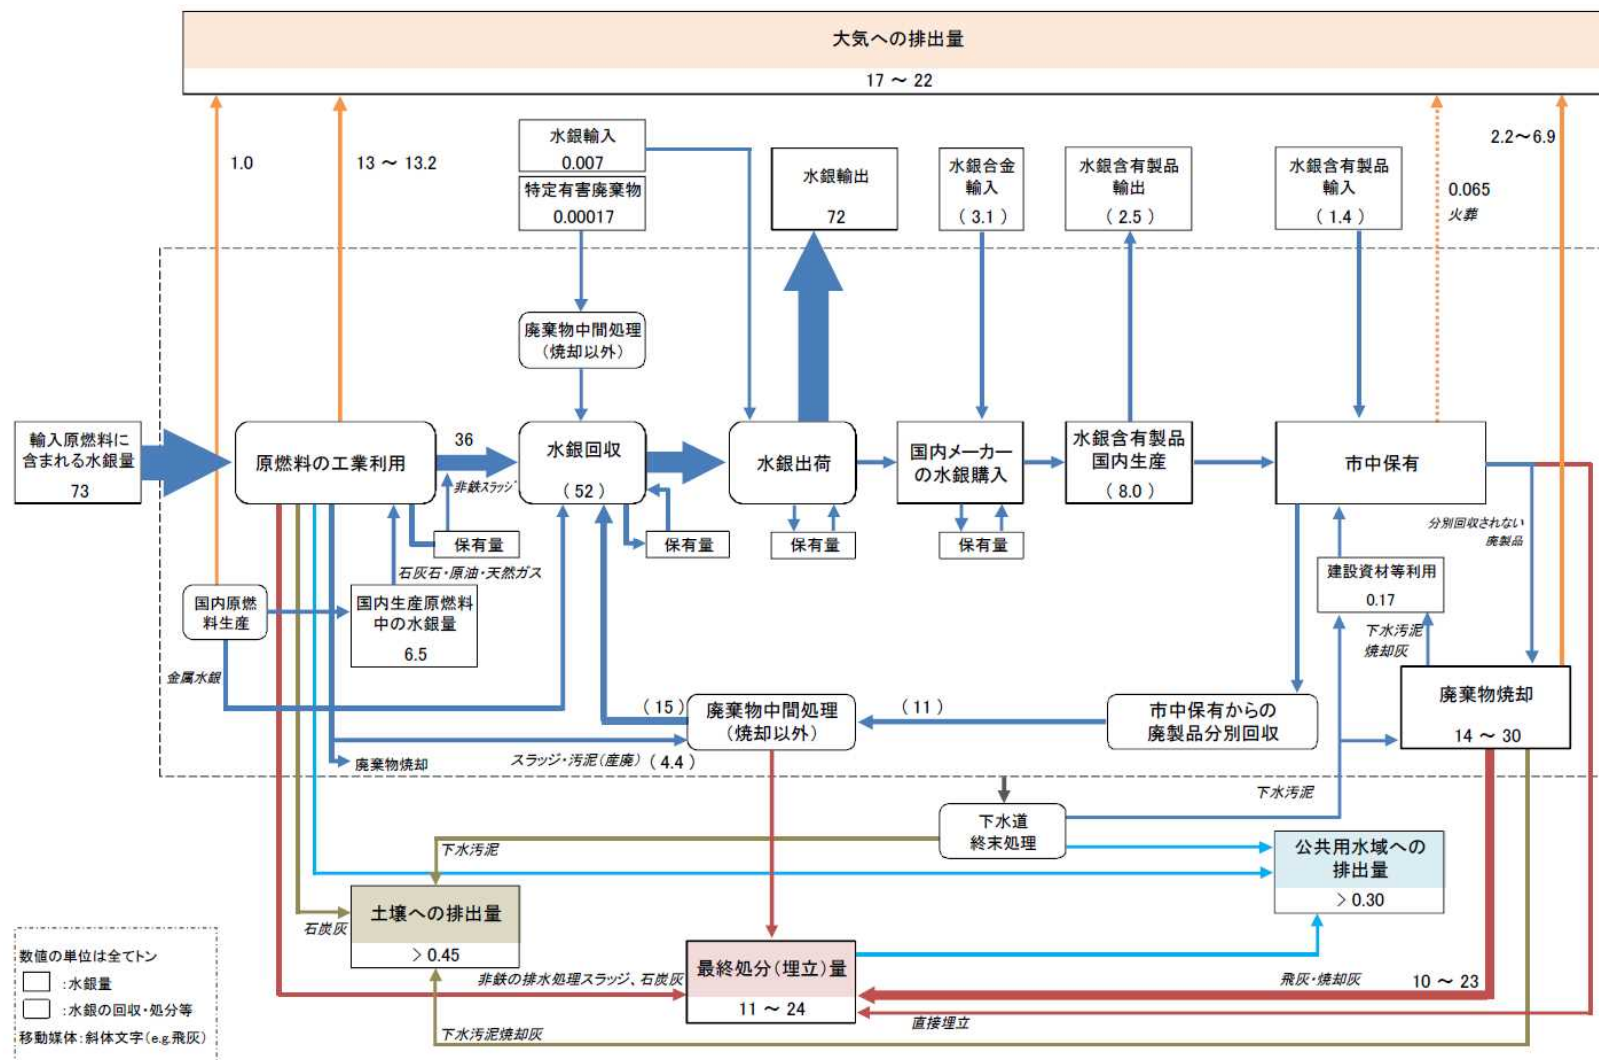 大気への排出量
17 ～ 22
1.0
13 ～ 13.2
水銀輸入
0.007
特定有害廃棄物
0.00017
水銀輸出
72
水銀合金
輸入
（ 3.1 ）
水銀含有製品
輸出
（ 2.5 ）
水銀含有製品
輸入
（ 1.4 ）
0.065
火葬
2.2～6.9
廃棄物中間処理
（焼却以外）
輸入原燃料に
含まれる水銀量
73
原燃料の工業利用
36
非鉄スラッジ
水銀回収
（ 52 ）
水銀出荷
国内メーカー
の水銀購入
水銀含有製品
国内生産
（ 8.0 ）
市中保有
分別回収されない
廃製品
保有量
保有量
保有量
保有量
石灰石・原油・天然ガス
国内原燃
料生産
国内生産原燃料
中の水銀量
6.5
建設資材等利用
0.17
下水汚泥
焼却灰
金属水銀
（ 15 ）
廃棄物中間処理
（焼却以外）
（ 11 ）
市中保有からの
廃製品分別回収
廃棄物焼却
14 ～ 30
廃棄物焼却
スラッジ・汚泥（産廃）（ 4.4 ）
下水汚泥
下水道
終末処理
下水汚泥
公共用水域への
排出量
＞ 0.30
土壌への排出量
＞ 0.45
石炭灰
非鉄の排水処理スラッジ、石炭灰
最終処分（埋立）量
11 ～ 24
飛灰・焼却灰
10 ～ 23
直接埋立
下水汚泥焼却灰
数値の単位は全てトン
：水銀量
：水銀の回収・処分等
移動媒体：斜体文字（e.g.飛灰）